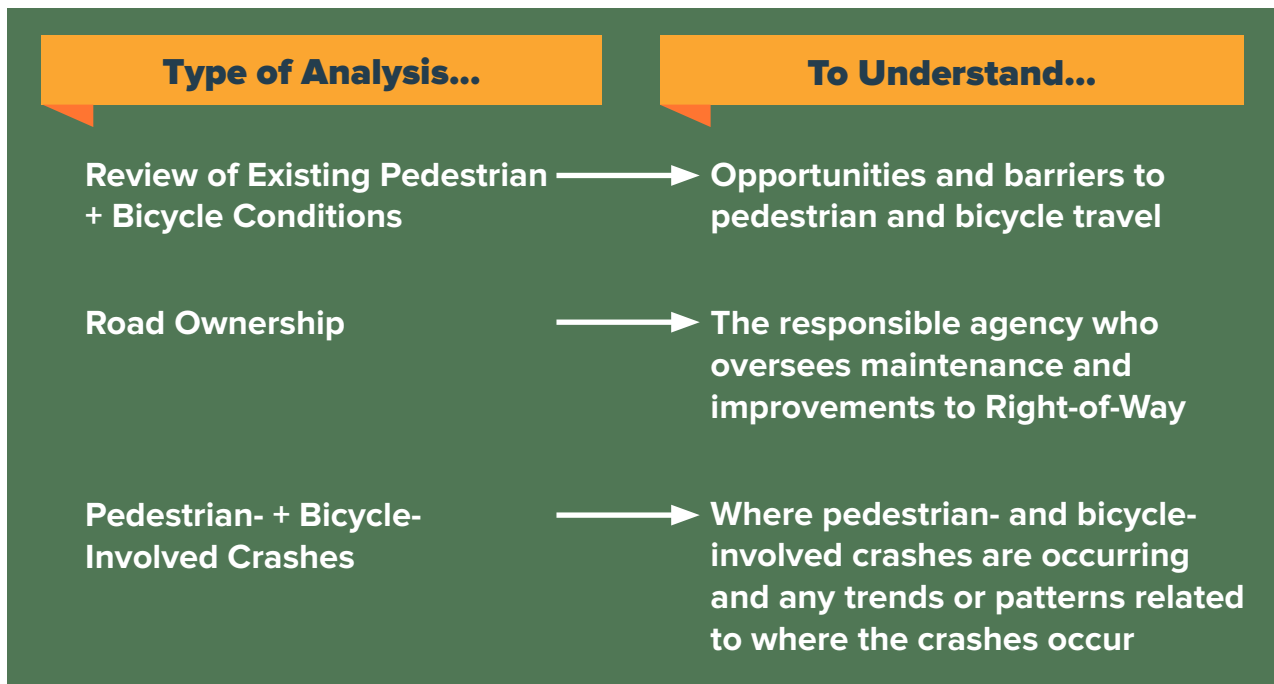 Type of Analysis...
To Understand...
Review of Existing Pedestrian
+ Bicycle Conditions
Opportunities and barriers to
pedestrian and bicycle travel
Road Ownership
The responsible agency who
oversees maintenance and
improvements to Right-of-Way
Pedestrian- + Bicycle-
Involved Crashes
Where pedestrian- and bicycle-
involved crashes are occurring
and any trends or patterns related
to where the crashes occur